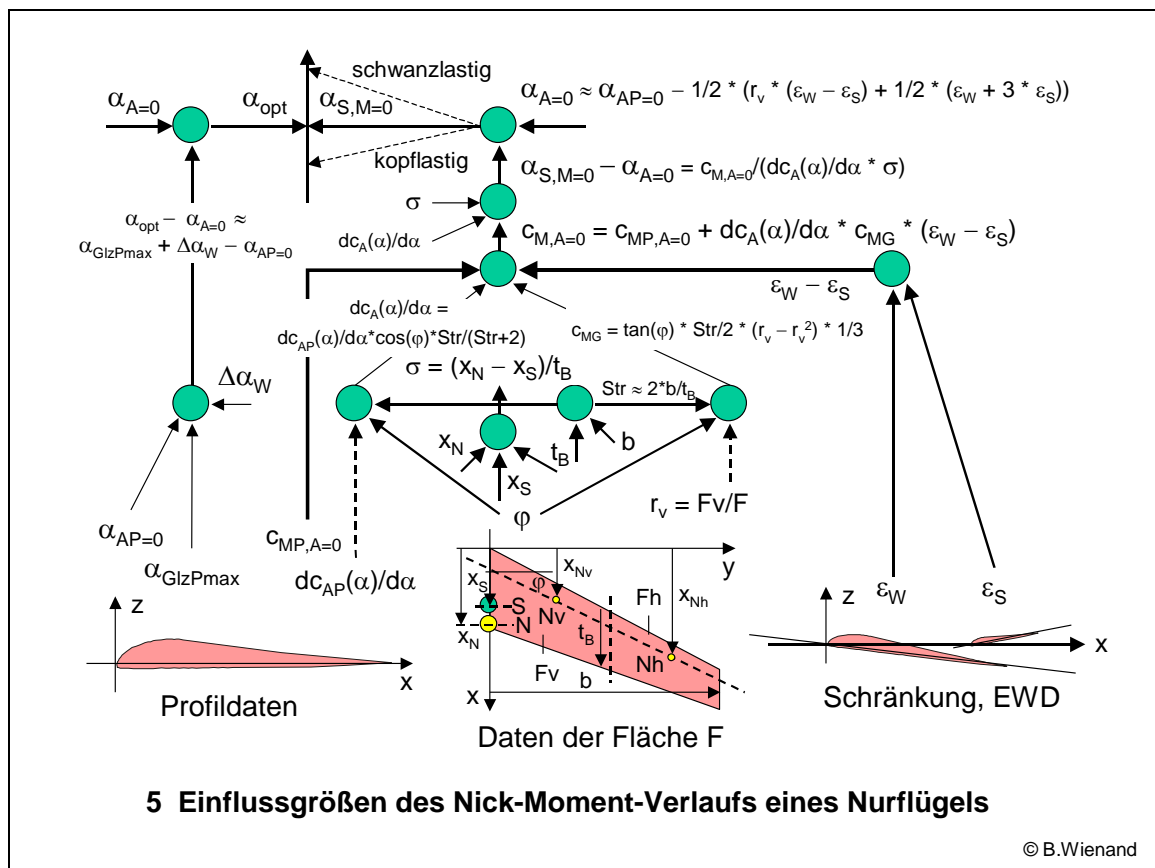 schwanzlastig
α_A=0
α_opt
α_S,M=0
α_A=0 ≈ α_AP=0 – 1/2 * (r_v * (ε_W – ε_S) + 1/2 * (ε_W + 3 * ε_S))
kopflastig
α_S,M=0 – α_A=0 = c_M,A=0/(dc_A(α)/dα * σ)
σ
α_opt – α_A=0 ≈
α_GlzPmax + Δα_W – α_AP=0
dc_A(α)/dα
c_M,A=0 = c_MP,A=0 + dc_A(α)/dα * c_MG * (ε_W – ε_S)
ε_W – ε_S
dc_A(α)/dα =
dc_AP(α)/dα*cos(φ)*Str/(Str+2)
c_MG = tan(φ) * Str/2 * (r_v – r_v²) * 1/3
σ = (x_N – x_S)/t_B
Δα_W
Str ≈ 2*b/t_B
x_N
x_S
t_B
b
r_v = Fv/F
φ
α_AP=0
α_GlzPmax
c_MP,A=0
dc_AP(α)/dα
ε_W
ε_S
z
x
Profildaten
y
x_S
φ
x_Nv
x_Nh
S
N
x_N
Nv
Fh
t_B
Nh
Fv
b
x
Daten der Fläche F
z
x
Schränkung, EWD
5 Einflussgrößen des Nick-Moment-Verlaufs eines Nurflügels
© B.Wienand